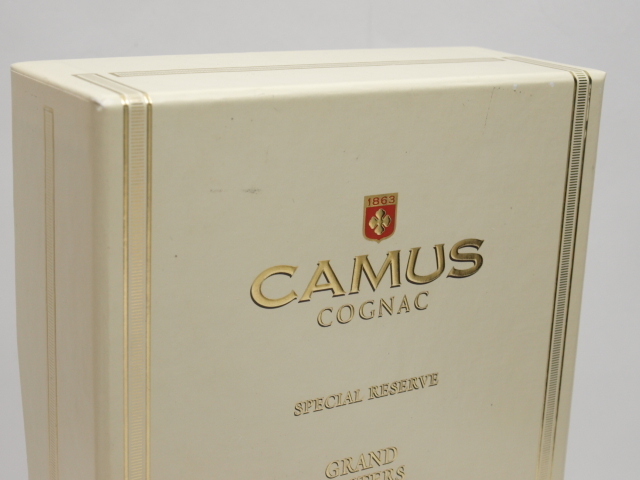 1863
CAMUS
COGNAC
SPECIAL RESERVE
GRAND